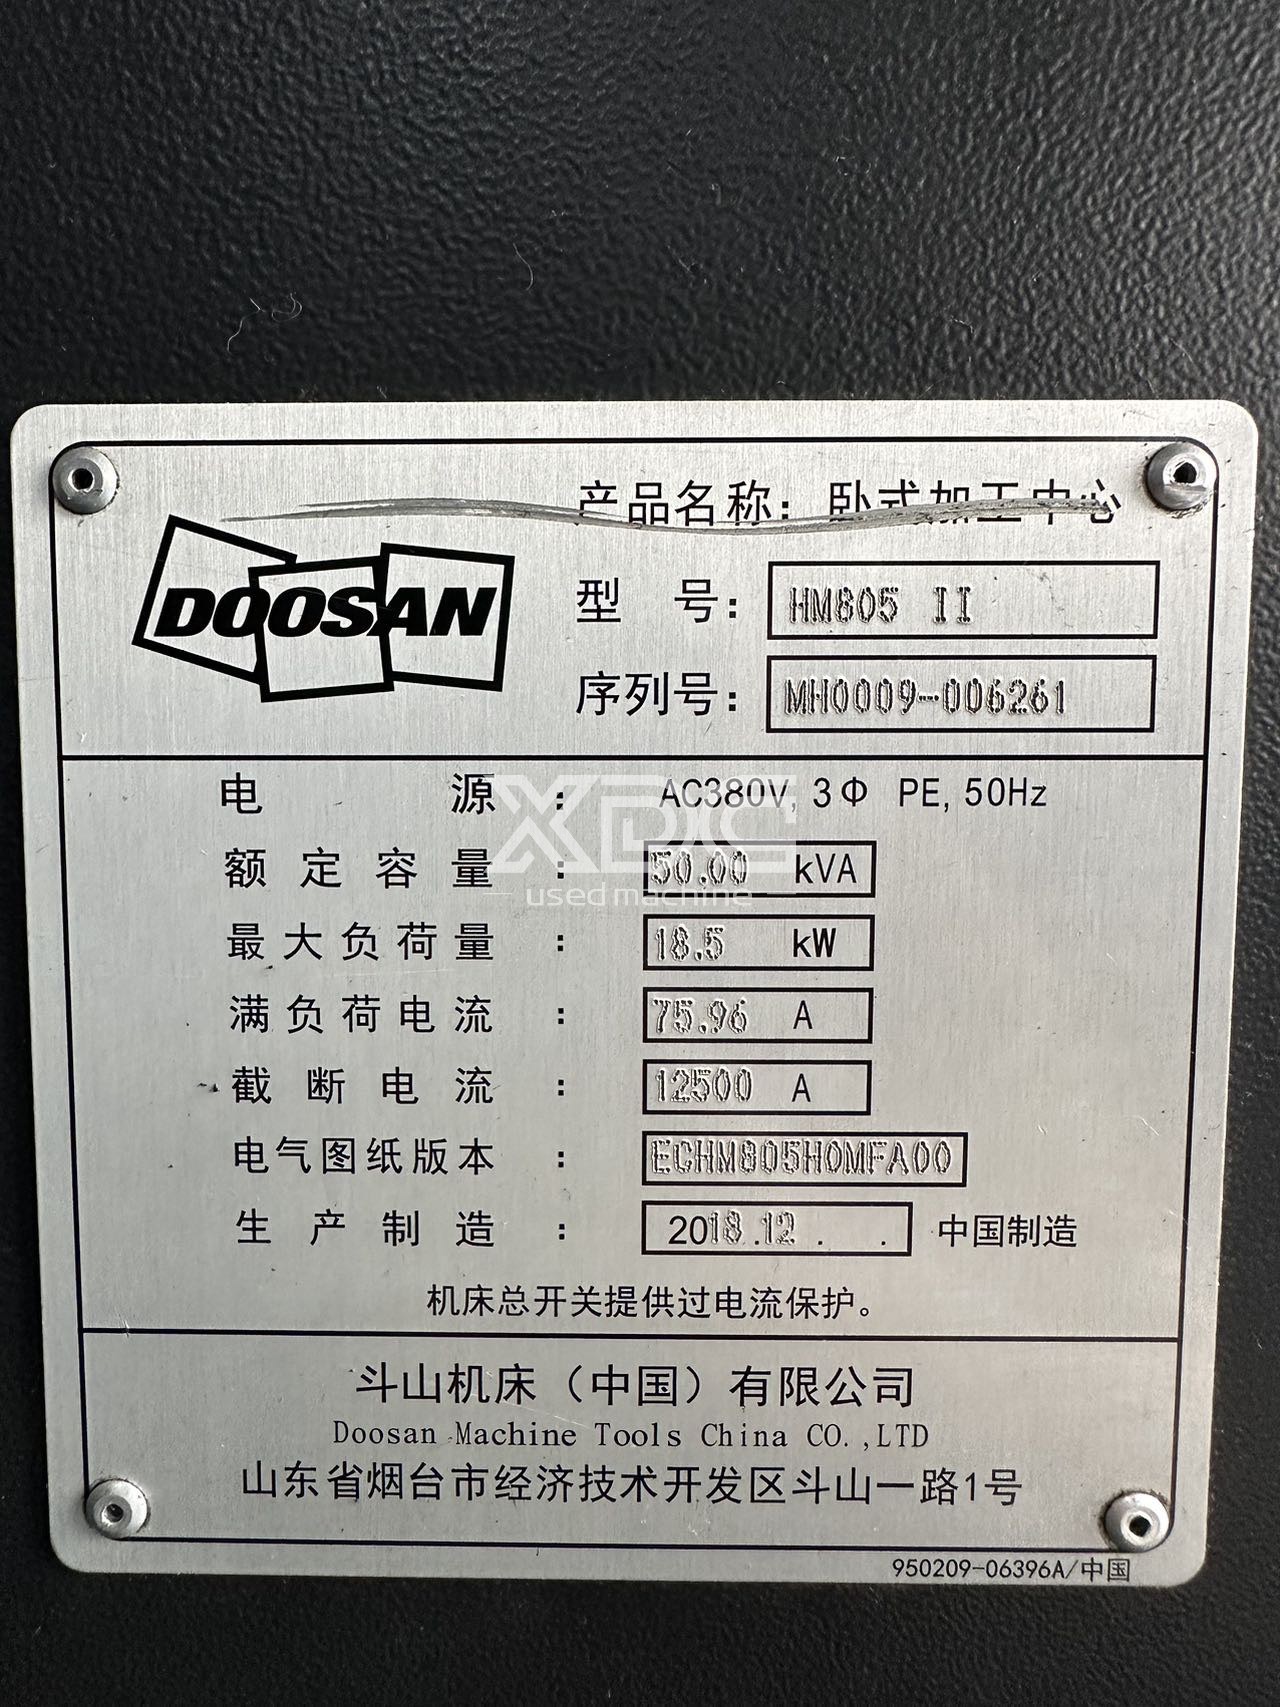 产品名称：卧式加工中心
DOOSAN
型 号： HM805 II
序列号： MH0009-006261
电 源 ： AC380V, 3Φ PE, 50Hz
额定容量 ： 50.00 kVA
最大负荷量 ： 18.5 kW
满负荷电流 ： 75.96 A
截断电流 ： 12500 A
电气图纸版本 ： ECHM805H0MFA00
生产制造 ： 2018.12. . 中国制造
机床总开关提供过电流保护。
斗山机床（中国）有限公司
Doosan Machine Tools China CO.,LTD
山东省烟台市经济技术开发区斗山一路1号
950209-06396A/中国
XDC
used machine